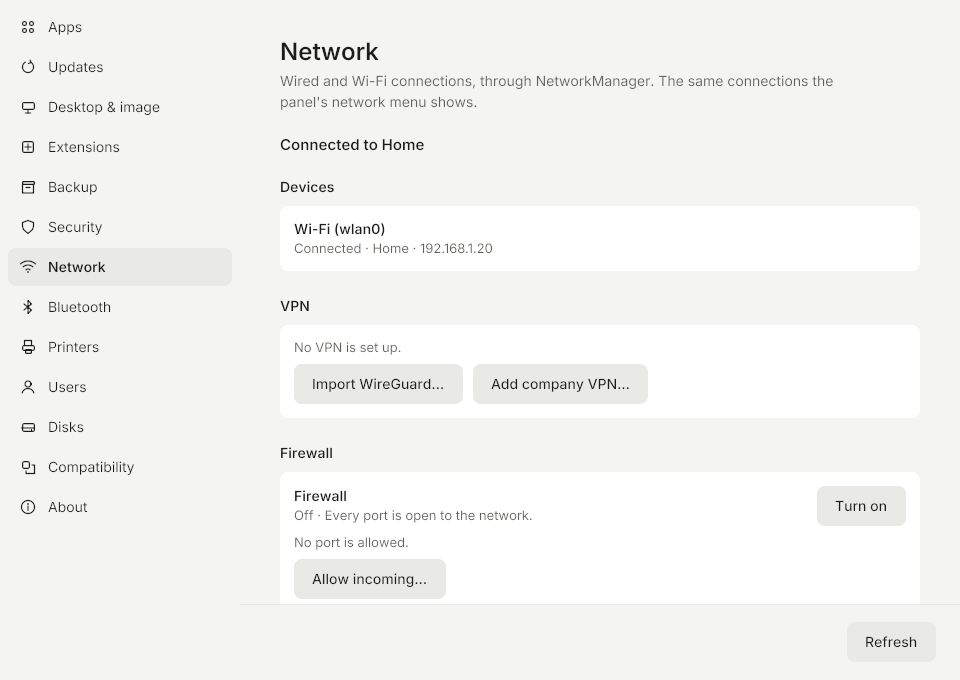 Apps
Updates
Desktop & image
Extensions
Backup
Security
Network
Bluetooth
Printers
Users
Disks
Compatibility
About
Network
Wired and Wi-Fi connections, through NetworkManager. The same connections the
panel's network menu shows.
Connected to Home
Devices
Wi-Fi (wlan0)
Connected · Home · 192.168.1.20
VPN
No VPN is set up.
Import WireGuard...
Add company VPN...
Firewall
Firewall
Off · Every port is open to the network.
Turn on
No port is allowed.
Allow incoming...
Refresh